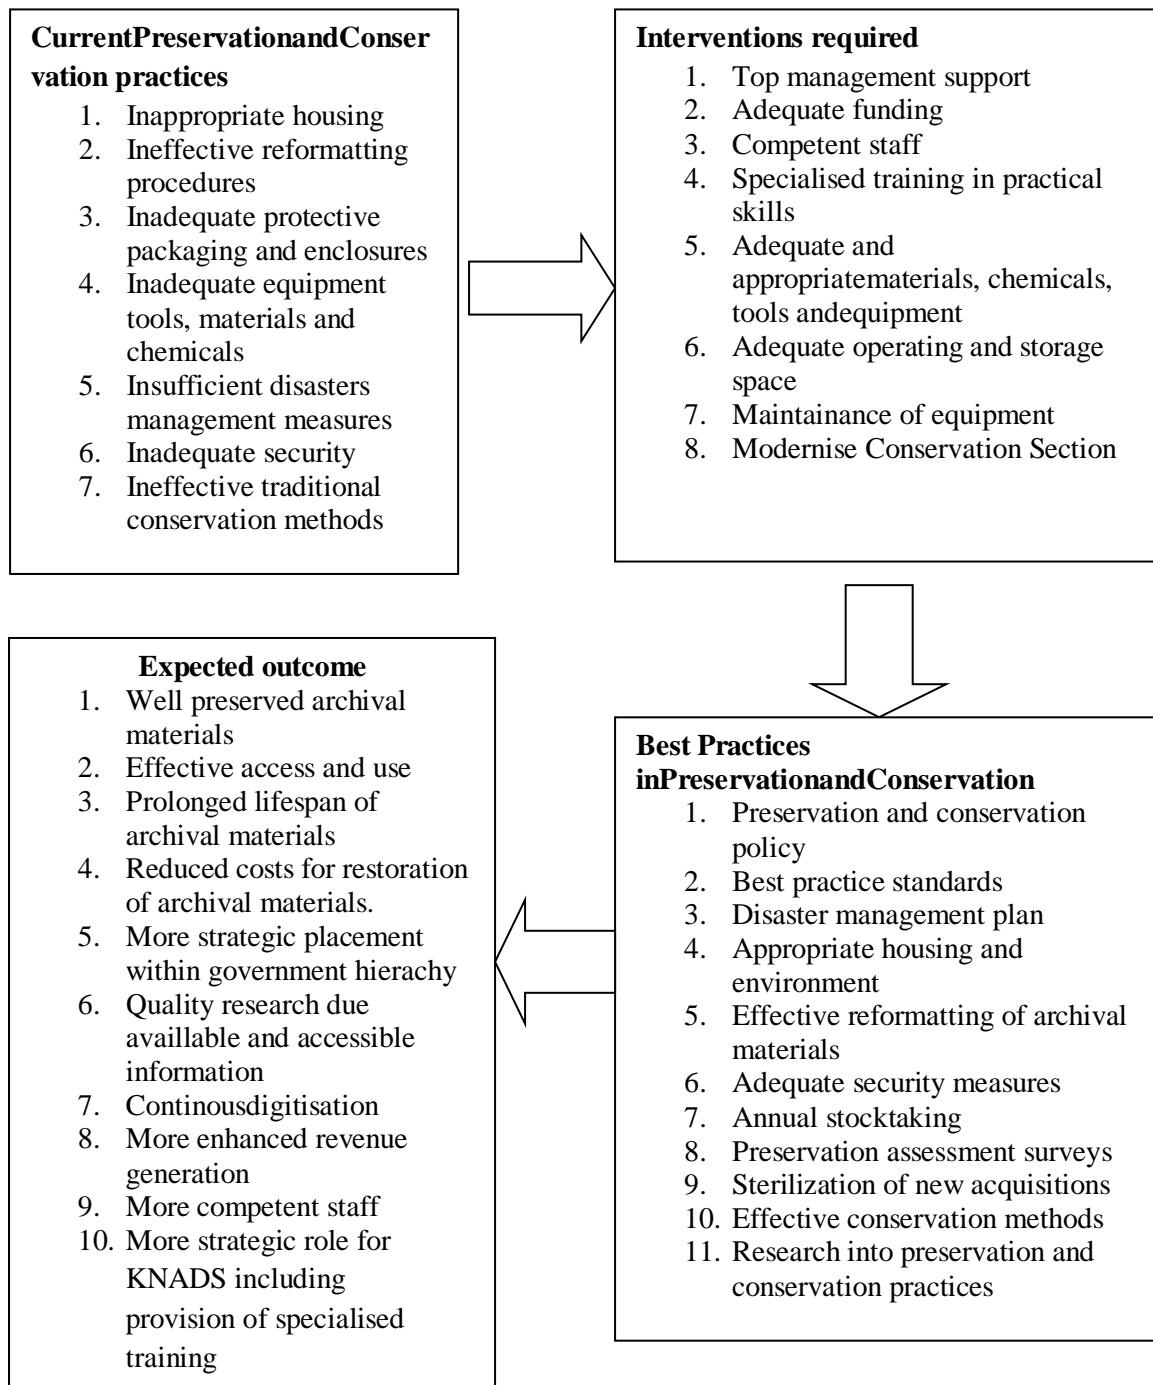 CurrentPreservationandConser
vation practices
1. Inappropriate housing
2. Ineffective reformatting
procedures
3. Inadequate protective
packaging and enclosures
4. Inadequate equipment
tools, materials and
chemicals
5. Insufficient disasters
management measures
6. Inadequate security
7. Ineffective traditional
conservation methods
Interventions required
1. Top management support
2. Adequate funding
3. Competent staff
4. Specialised training in practical
skills
5. Adequate and
appropriatematerials, chemicals,
tools andequipment
6. Adequate operating and storage
space
7. Maintainance of equipment
8. Modernise Conservation Section
Best Practices
inPreservationandConservation
1. Preservation and conservation
policy
2. Best practice standards
3. Disaster management plan
4. Appropriate housing and
environment
5. Effective reformatting of archival
materials
6. Adequate security measures
7. Annual stocktaking
8. Preservation assessment surveys
9. Sterilization of new acquisitions
10. Effective conservation methods
11. Research into preservation and
conservation practices
Expected outcome
1. Well preserved archival
materials
2. Effective access and use
3. Prolonged lifespan of
archival materials
4. Reduced costs for restoration
of archival materials.
5. More strategic placement
within government hierachy
6. Quality research due
availlable and accessible
information
7. Continousdigitisation
8. More enhanced revenue
generation
9. More competent staff
10. More strategic role for
KNADS including
provision of specialised
training